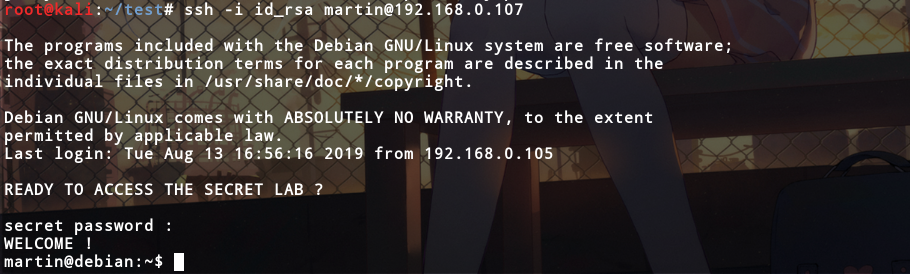 root@kali:~/test# ssh -i id_rsa martin@192.168.0.107
The programs included with the Debian GNU/Linux system are free software;
the exact distribution terms for each program are described in the
individual files in /usr/share/doc/*/copyright.
Debian GNU/Linux comes with ABSOLUTELY NO WARRANTY, to the extent
permitted by applicable law.
Last login: Tue Aug 13 16:56:16 2019 from 192.168.0.105
READY TO ACCESS THE SECRET LAB ?
secret password :
WELCOME !
martin@debian:~$